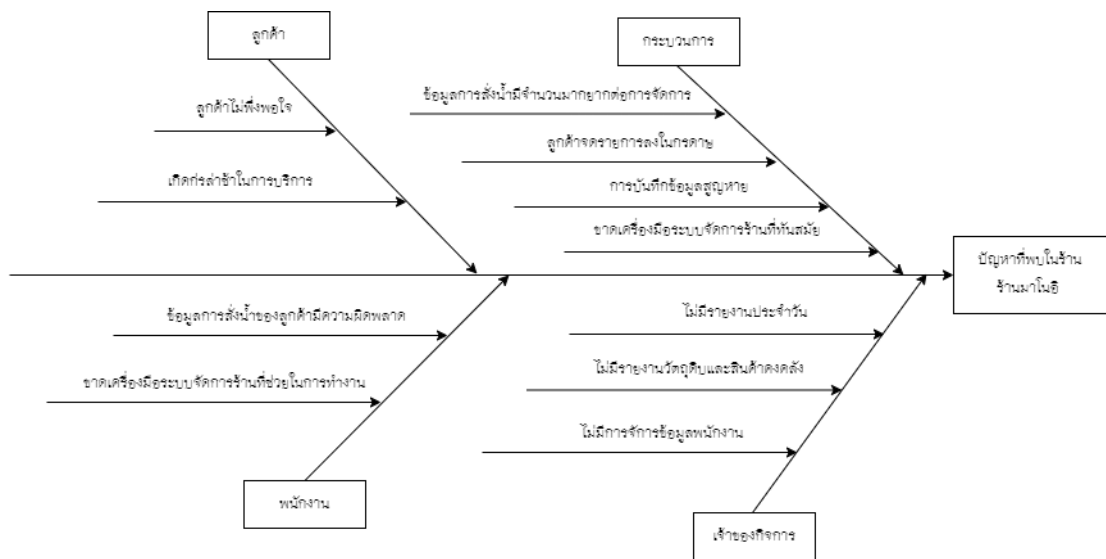 ลูกค้า
กระบวนการ
ลูกค้าไม่พึงพอใจ
เกิดกรล่าช้าในการบริการ
ข้อมูลการสั่งน้ำมีจำนวนมากยากต่อการจัดการ
ลูกค้าจดรายการลงในกรดาษ
การบันทึกข้อมูลสูญหาย
ขาดเครื่องมือระบบจัดการร้านที่ทันสมัย
ปัญหาที่พบในร้าน
ร้านมาโนอิ
ข้อมูลการสั่งน้ำของลูกค้ามีความผิดพลาด
ขาดเครื่องมือระบบจัดการร้านที่ช่วยในการทำงาน
ไม่มีรายงานประจำวัน
ไม่มีรายงานวัตถุดิบและสินค้าคงคลัง
ไม่มีการจัการข้อมูลพนักงาน
พนักงาน
เจ้าของกิจการ